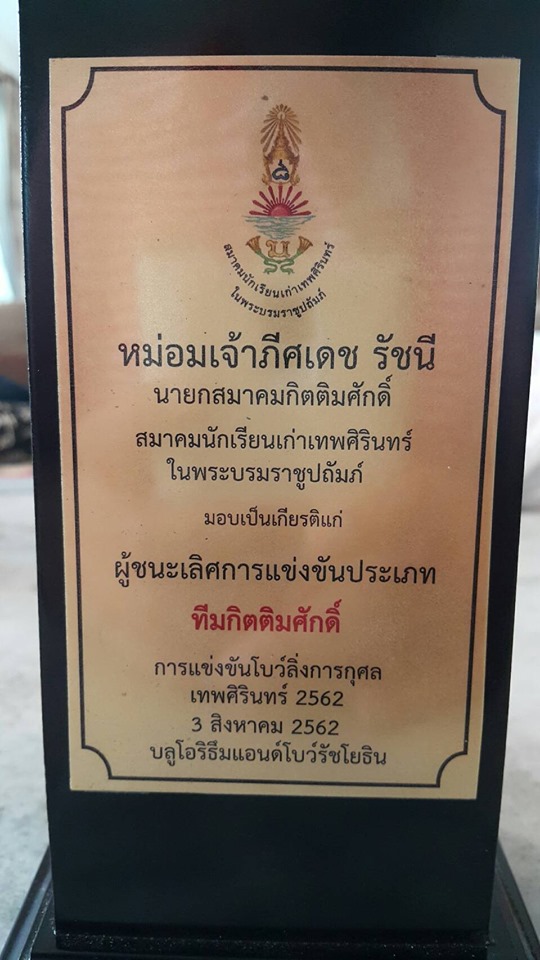 ๘
น
สมาคมนักเรียนเก่าเทพศิรินทร์
ในพระบรมราชูปถัมภ์
หม่อมเจ้าภีศเดช รัชนี
นายกสมาคมกิตติมศักดิ์
สมาคมนักเรียนเก่าเทพศิรินทร์
ในพระบรมราชูปถัมภ์
มอบเป็นเกียรติแก่
ผู้ชนะเลิศการแข่งขันประเภท
ทีมกิตติมศักดิ์
การแข่งขันโบว์ลิ่งการกุศล
เทพศิรินทร์ 2562
3 สิงหาคม 2562
บลูโอริธึมแอนด์โบว์รัชโยธิน